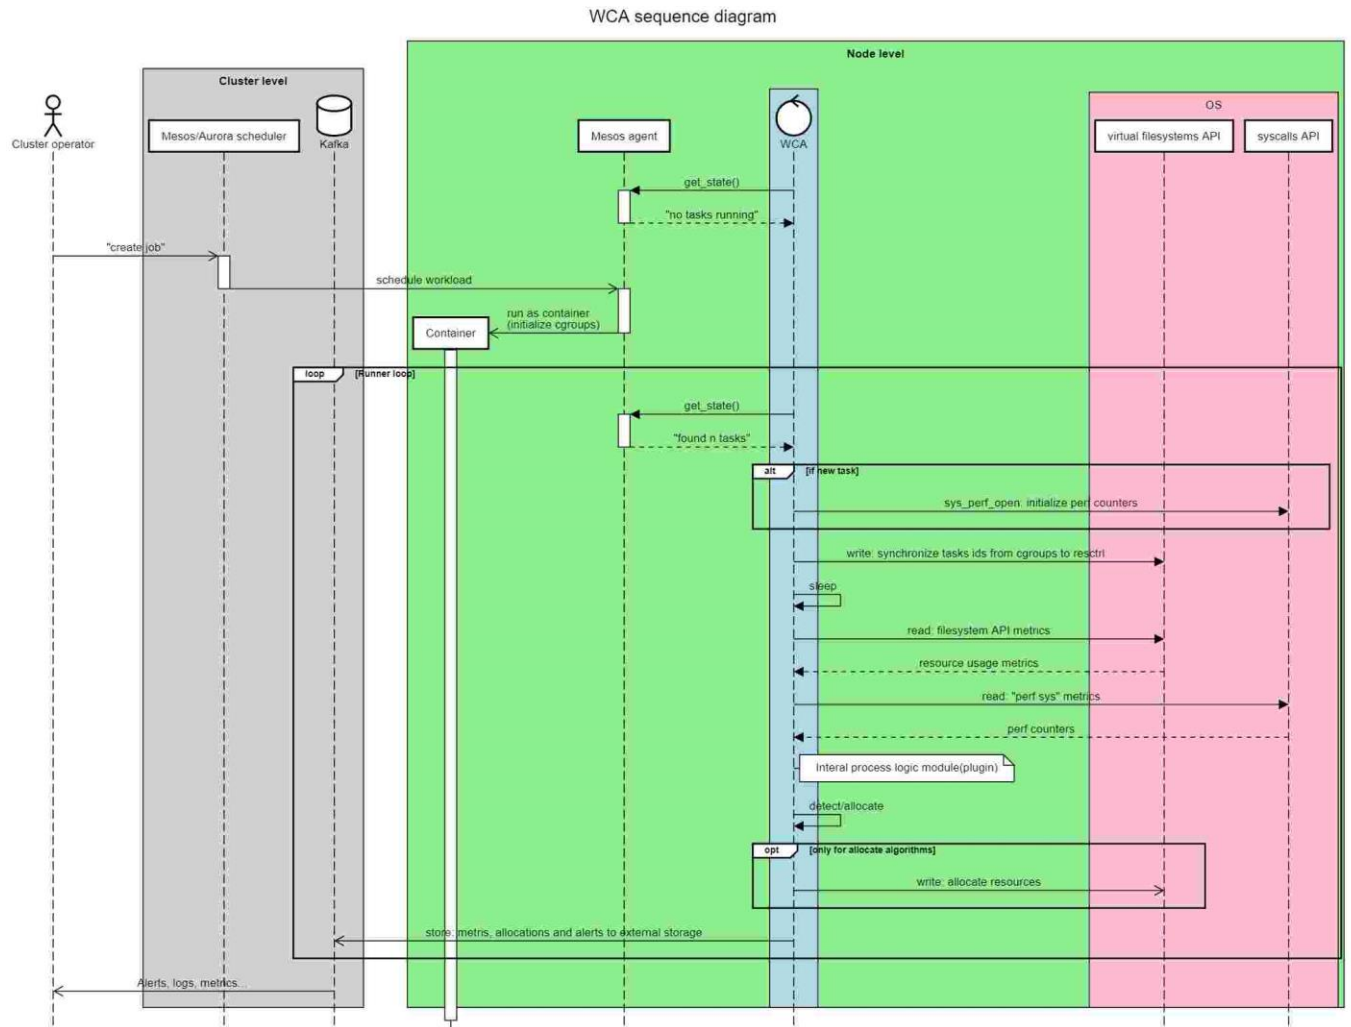 WCA sequence diagram
Node level
Cluster level
OS
Cluster operator
Mesos/Aurora scheduler
Kafka
Mesos agent
WCA
virtual filesystems API
syscalls API
get_state()
"no tasks running"
"create job"
schedule workload
run as container
(initialize cgroups)
Container
loop
[Runner loop]
get_state()
"found n tasks"
alt
[if new task]
sys_perf_open: initialize perf counters
write: synchronize tasks ids from cgroups to resctrl
sleep
read: filesystem API metrics
resource usage metrics
read: "perf sys" metrics
perf counters
Interal process logic module(plugin)
detect/allocate
opt
[only for allocate algorithms]
write: allocate resources
store: metris, allocations and alerts to external storage
Alerts, logs, metrics...